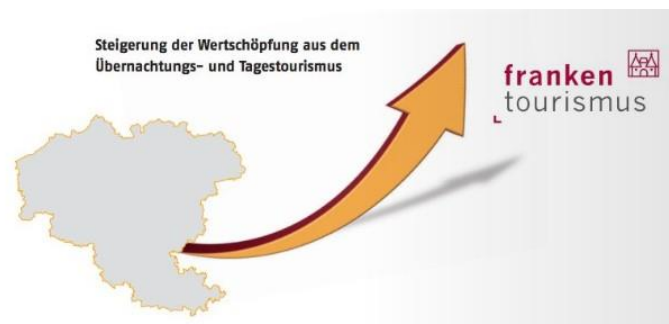 Steigerung der Wertschöpfung aus dem
Übernachtungs- und Tagestourismus
franken
tourismus